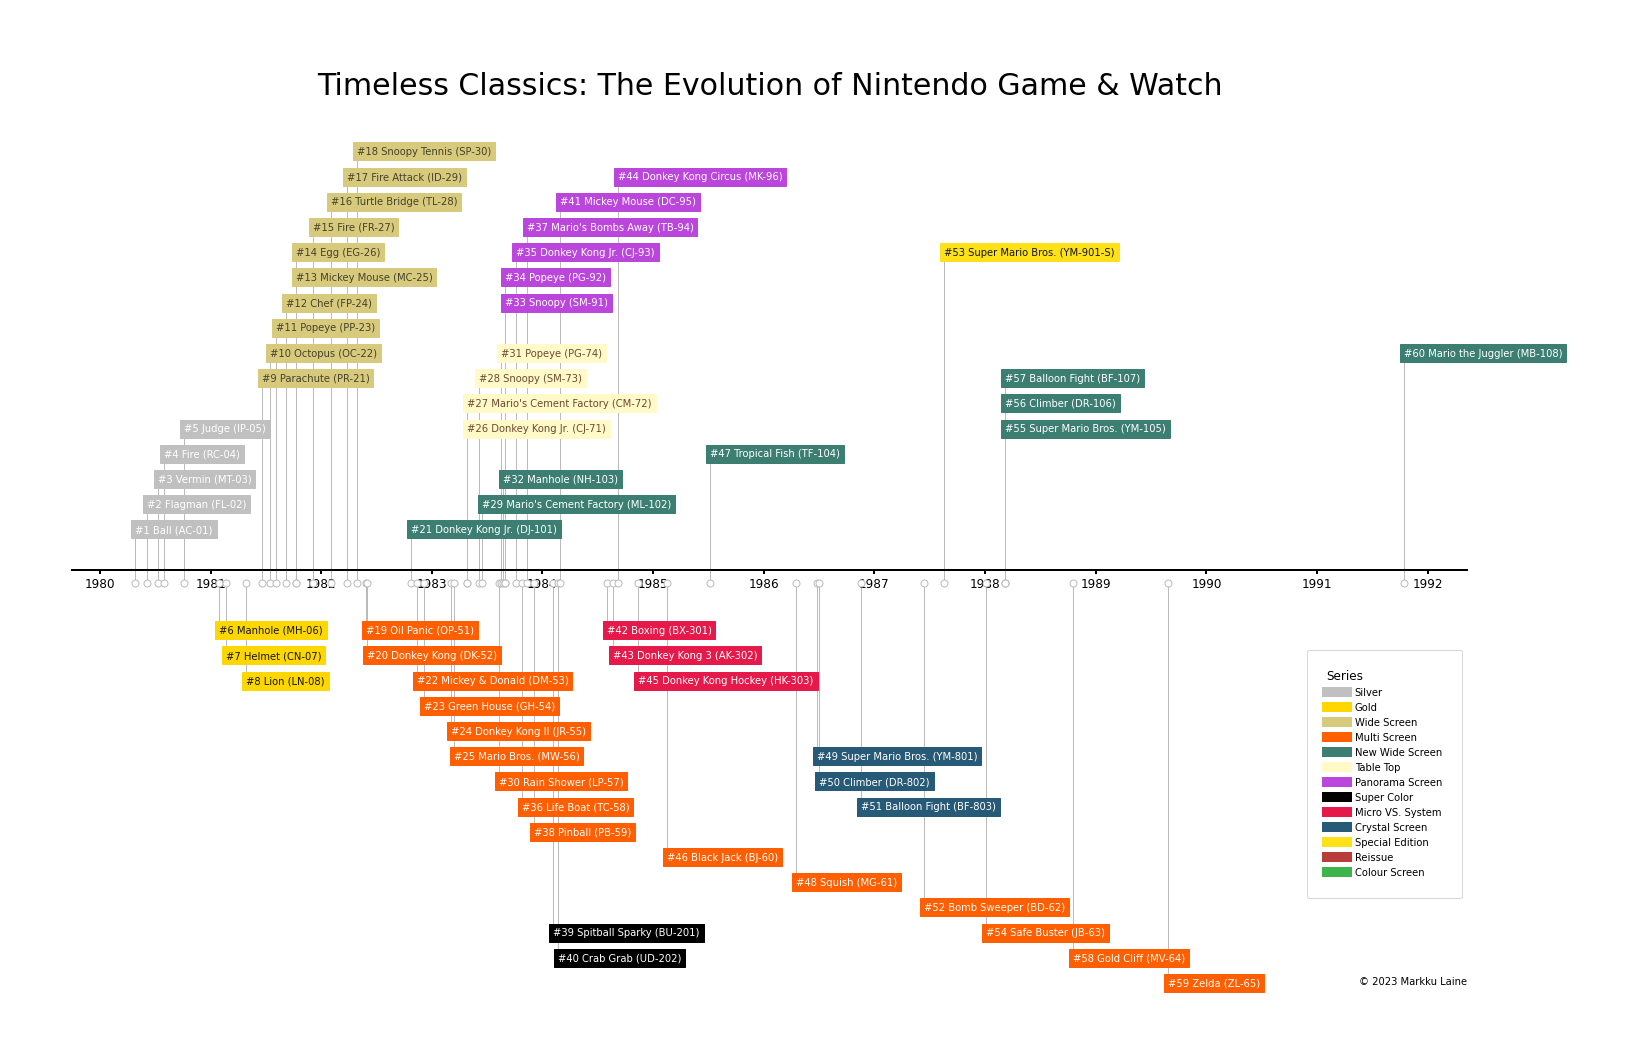 Timeless Classics: The Evolution of Nintendo Game & Watch
#18 Snoopy Tennis (SP-30)
#17 Fire Attack (ID-29)
#44 Donkey Kong Circus (MK-96)
#16 Turtle Bridge (TL-28)
#41 Mickey Mouse (DC-95)
#15 Fire (FR-27)
#37 Mario's Bombs Away (TB-94)
#14 Egg (EG-26)
#35 Donkey Kong Jr. (CJ-93)
#53 Super Mario Bros. (YM-901-S)
#13 Mickey Mouse (MC-25)
#34 Popeye (PG-92)
#12 Chef (FP-24)
#33 Snoopy (SM-91)
#11 Popeye (PP-23)
#10 Octopus (OC-22)
#31 Popeye (PG-74)
#60 Mario the Juggler (MB-108)
#9 Parachute (PR-21)
#28 Snoopy (SM-73)
#57 Balloon Fight (BF-107)
#27 Mario's Cement Factory (CM-72)
#56 Climber (DR-106)
#5 Judge (IP-05)
#26 Donkey Kong Jr. (CJ-71)
#55 Super Mario Bros. (YM-105)
#4 Fire (RC-04)
#47 Tropical Fish (TF-104)
#3 Vermin (MT-03)
#32 Manhole (NH-103)
#2 Flagman (FL-02)
#29 Mario's Cement Factory (ML-102)
#1 Ball (AC-01)
#21 Donkey Kong Jr. (DJ-101)
1980 1981 1982 1983 1984 1985 1986 1987 1988 1989 1990 1991 1992
#6 Manhole (MH-06)
#19 Oil Panic (OP-51)
#42 Boxing (BX-301)
#7 Helmet (CN-07)
#20 Donkey Kong (DK-52)
#43 Donkey Kong 3 (AK-302)
#8 Lion (LN-08)
#22 Mickey & Donald (DM-53)
#45 Donkey Kong Hockey (HK-303)
#23 Green House (GH-54)
#24 Donkey Kong II (JR-55)
#25 Mario Bros. (MW-56)
#49 Super Mario Bros. (YM-801)
#30 Rain Shower (LP-57)
#50 Climber (DR-802)
#36 Life Boat (TC-58)
#51 Balloon Fight (BF-803)
#38 Pinball (PB-59)
#46 Black Jack (BJ-60)
#48 Squish (MG-61)
#52 Bomb Sweeper (BD-62)
#39 Spitball Sparky (BU-201)
#54 Safe Buster (JB-63)
#40 Crab Grab (UD-202)
#58 Gold Cliff (MV-64)
#59 Zelda (ZL-65)
Series
Silver
Gold
Wide Screen
Multi Screen
New Wide Screen
Table Top
Panorama Screen
Super Color
Micro VS. System
Crystal Screen
Special Edition
Reissue
Colour Screen
© 2023 Markku Laine